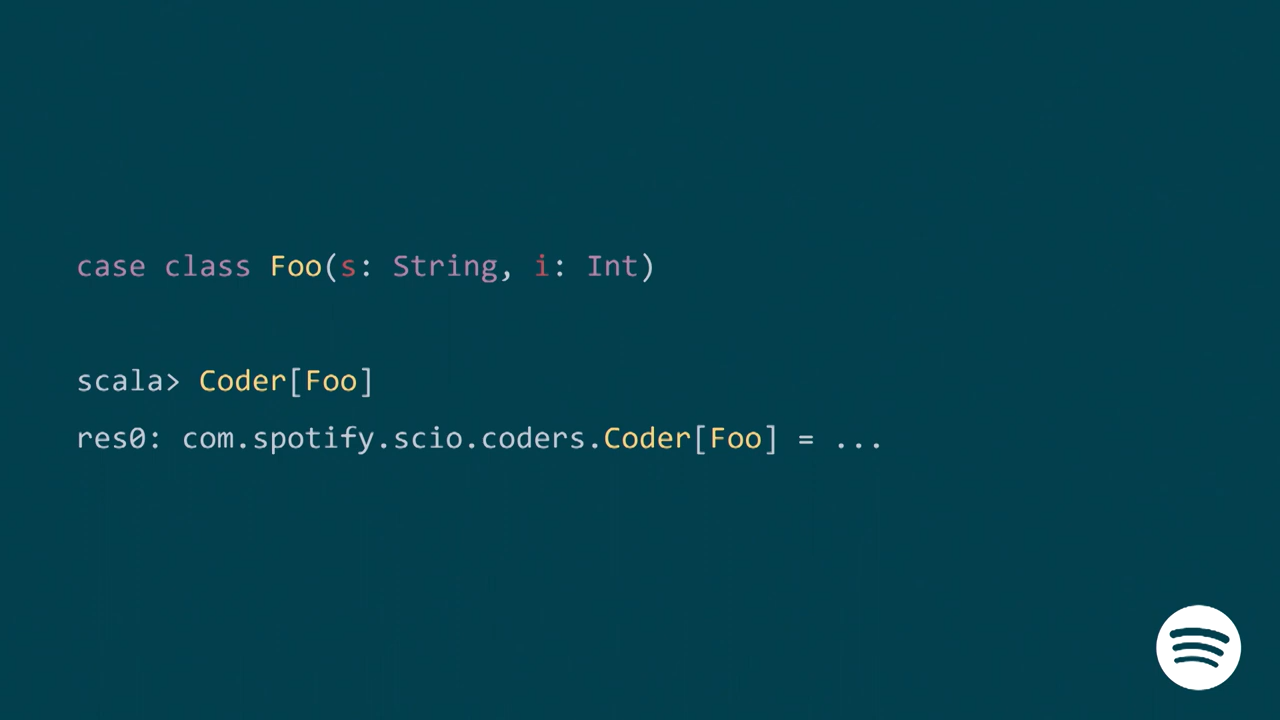 case class Foo(s: String, i: Int)
scala> Coder[Foo]
res0: com.spotify.scio.coders.Coder[Foo] = ...